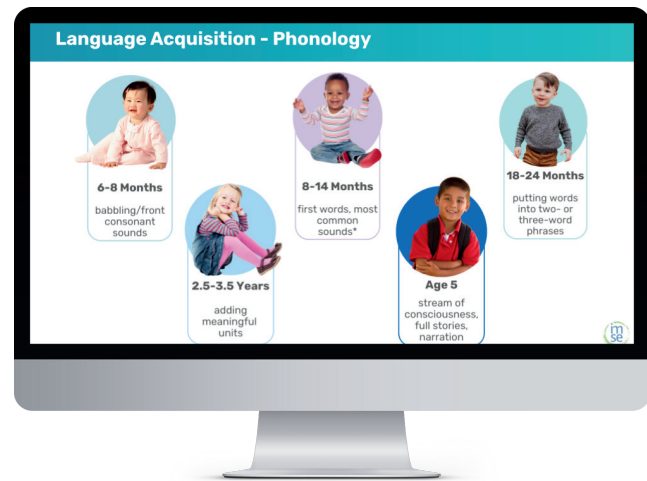 Language Acquisition - Phonology
6-8 Months
babbling/front
consonant
sounds
2.5-3.5 Years
adding
meaningful
units
8-14 Months
first words, most
common
sounds*
Age 5
stream of
consciousness,
full stories,
narration
18-24 Months
putting words
into two- or
three-word
phrases
im
se